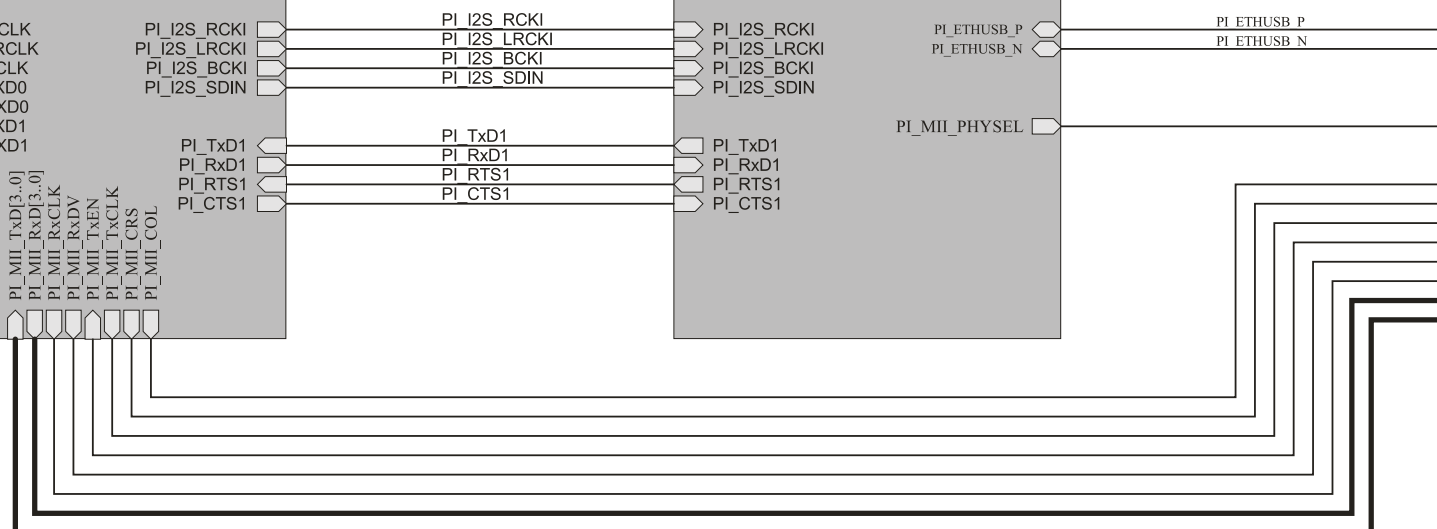 CLK
RCLK
CLK
XD0
XD0
XD1
XD1
PI_I2S_RCKI
PI_I2S_LRCKI
PI_I2S_BCKI
PI_I2S_SDIN
PI_TxD1
PI_RxD1
PI_RTS1
PI_CTS1
PI_MII_TxD[3..0]
PI_MII_RxD[3..0]
PI_MII_RxCLK
PI_MII_RxDV
PI_MII_TxEN
PI_MII_TxCLK
PI_MII_CRS
PI_MII_COL
PI_I2S_RCKI
PI_I2S_LRCKI
PI_I2S_BCKI
PI_I2S_SDIN
PI_TxD1
PI_RxD1
PI_RTS1
PI_CTS1
PI_I2S_RCKI
PI_I2S_LRCKI
PI_I2S_BCKI
PI_I2S_SDIN
PI_TxD1
PI_RxD1
PI_RTS1
PI_CTS1
PI_ETHUSB_P
PI_ETHUSB_N
PI_MII_PHYSEL
PI_ETHUSB_P
PI_ETHUSB_N